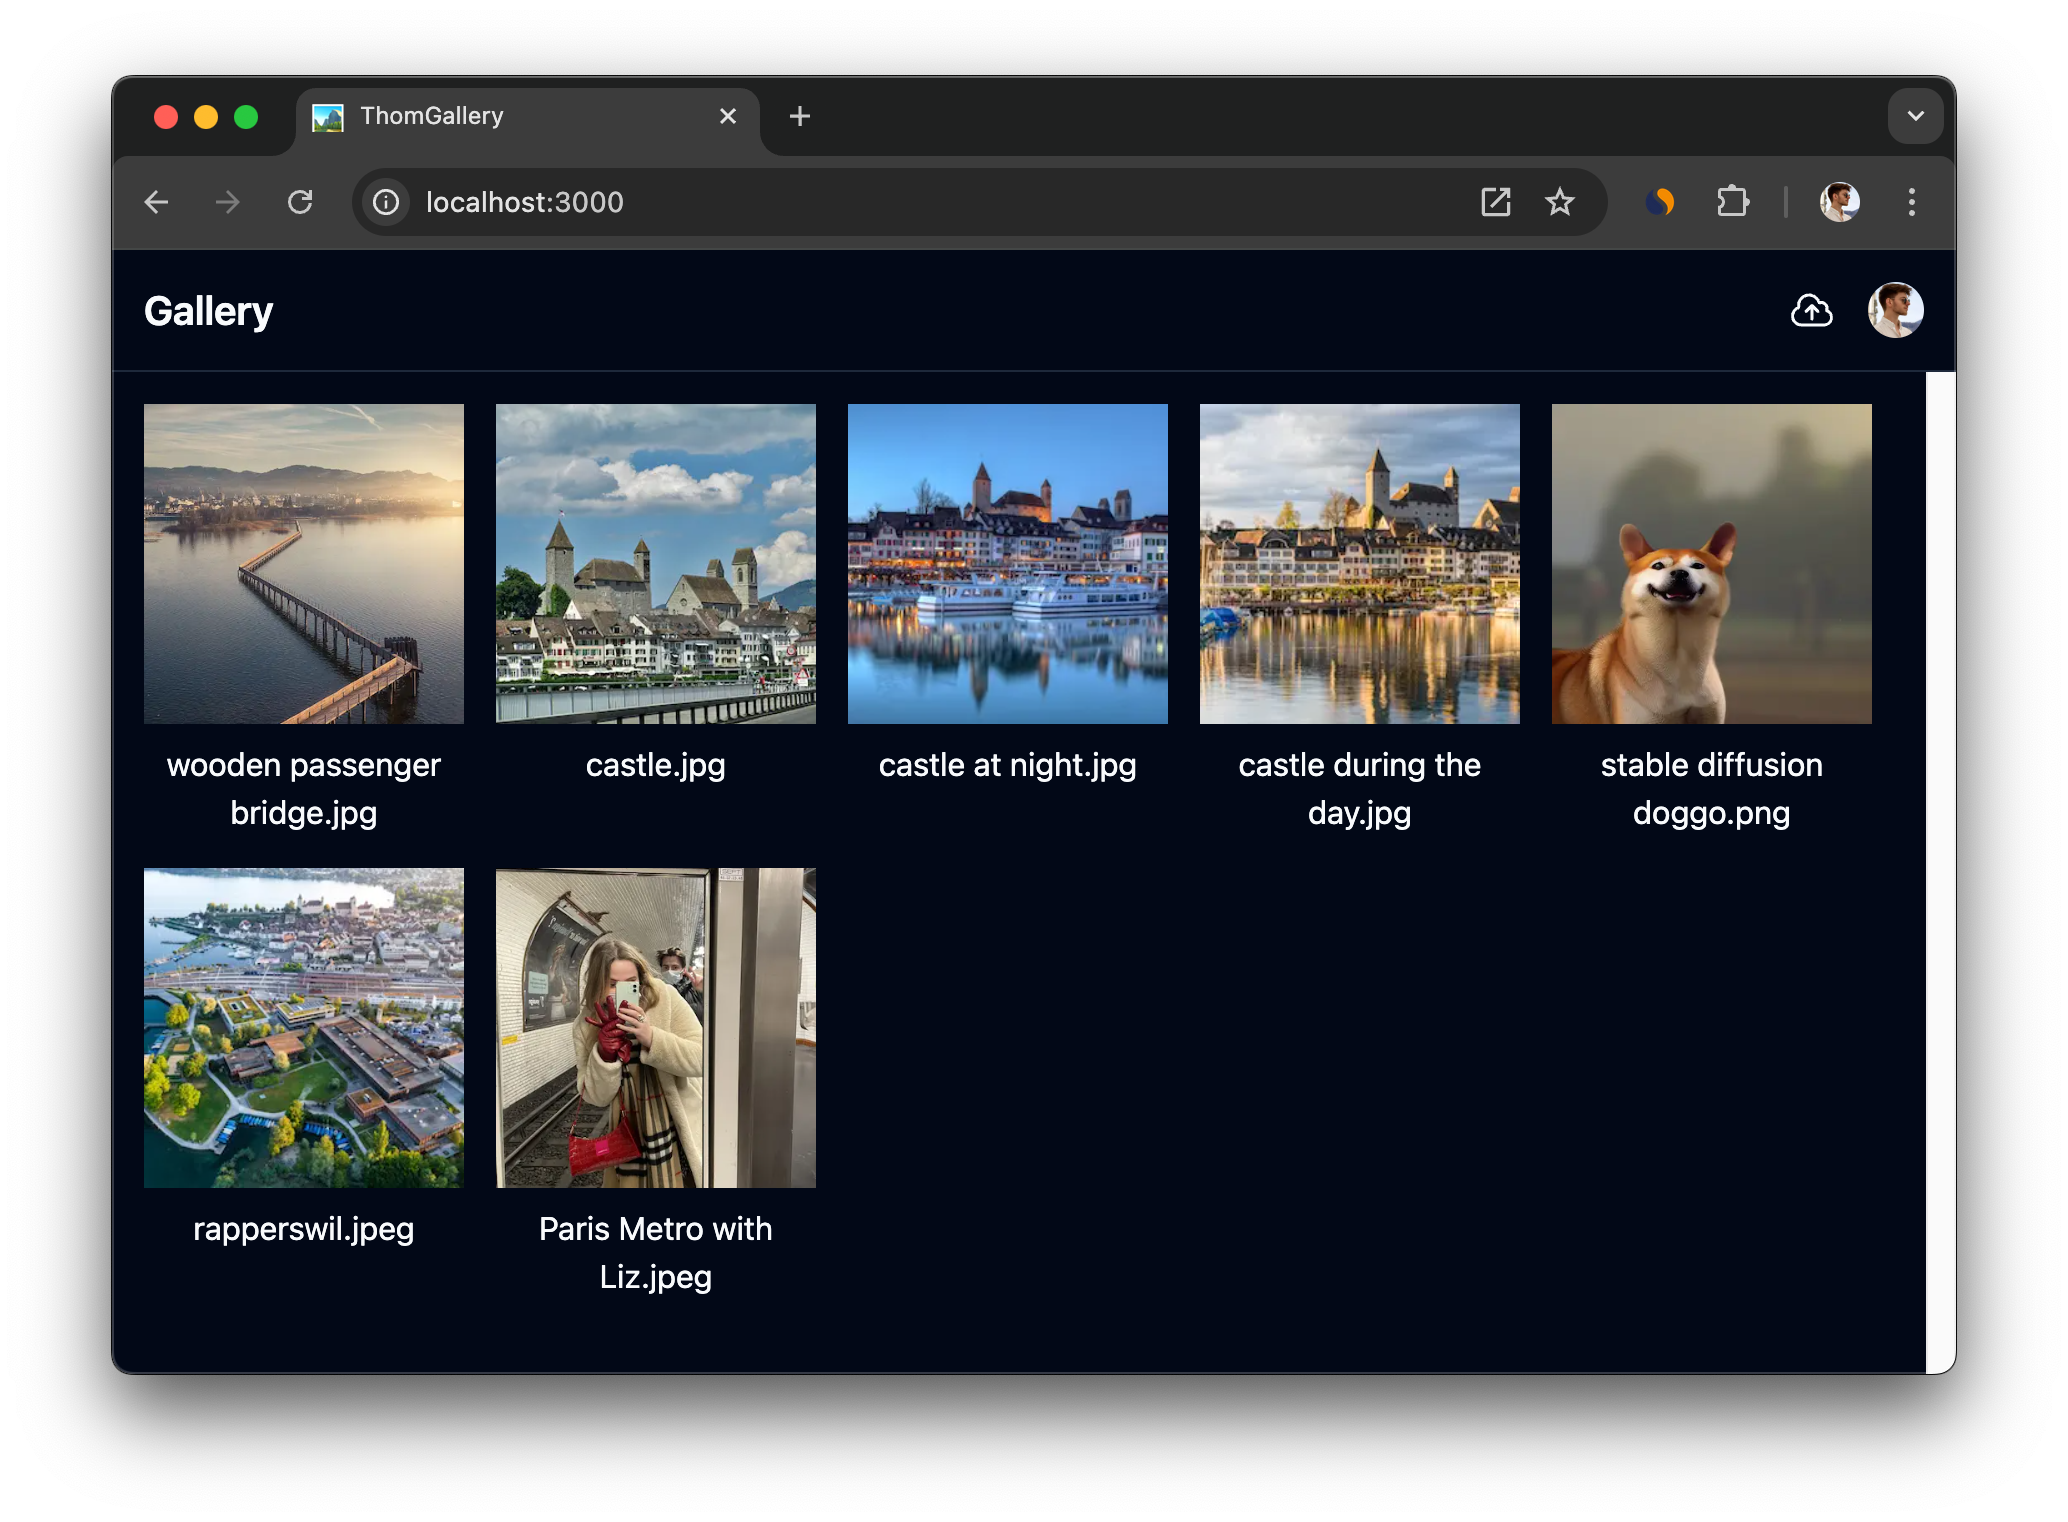 ThomGallery
localhost:3000
Gallery
wooden passenger
bridge.jpg
castle.jpg
castle at night.jpg
castle during the
day.jpg
stable diffusion
doggo.png
rapperswil.jpeg
Paris Metro with
Liz.jpeg